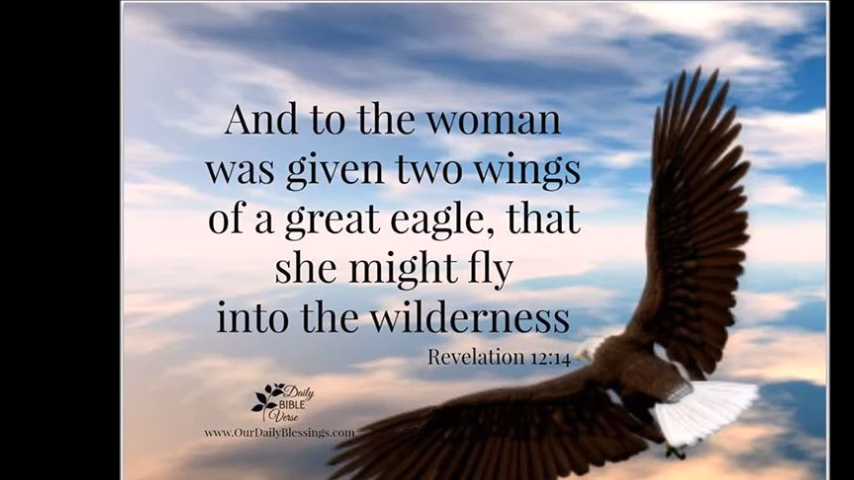 And to the woman
was given two wings
of a great eagle, that
she might fly
into the wilderness
Revelation 12:14
Daily
BIBLE
Verse
www.OurDailyBlessings.com